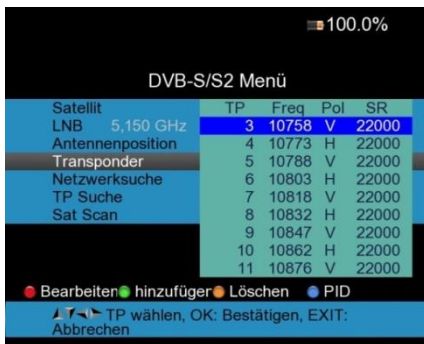 100.0%
DVB-S/S2 Menü
Satellit TP Freq Pol SR
LNB 5,150 GHz 3 10758 V 22000
Antennenposition 4 10773 H 22000
Transponder 5 10788 V 22000
Netzwerksuche 6 10803 H 22000
TP Suche 7 10818 V 22000
Sat Scan 8 10832 H 22000
9 10847 V 22000
10 10862 H 22000
11 10876 V 22000
Bearbeiten hinzufüger Löschen PID
TP wählen, OK: Bestätigen, EXIT:
Abbrechen